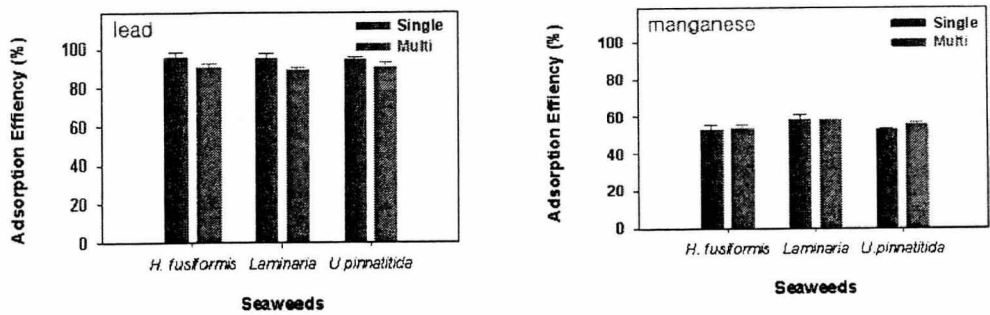 lead
Single
Multi
Adsorption Effiency (%)
100
80
60
40
20
0
H. fusiformis Laminaria U.pinnatitida
Seaweeds
manganese
Single
Multi
Adsorption Effiency (%)
100
80
60
40
20
0
H. fusiformis Laminaria U.pinnatitida
Seaweeds